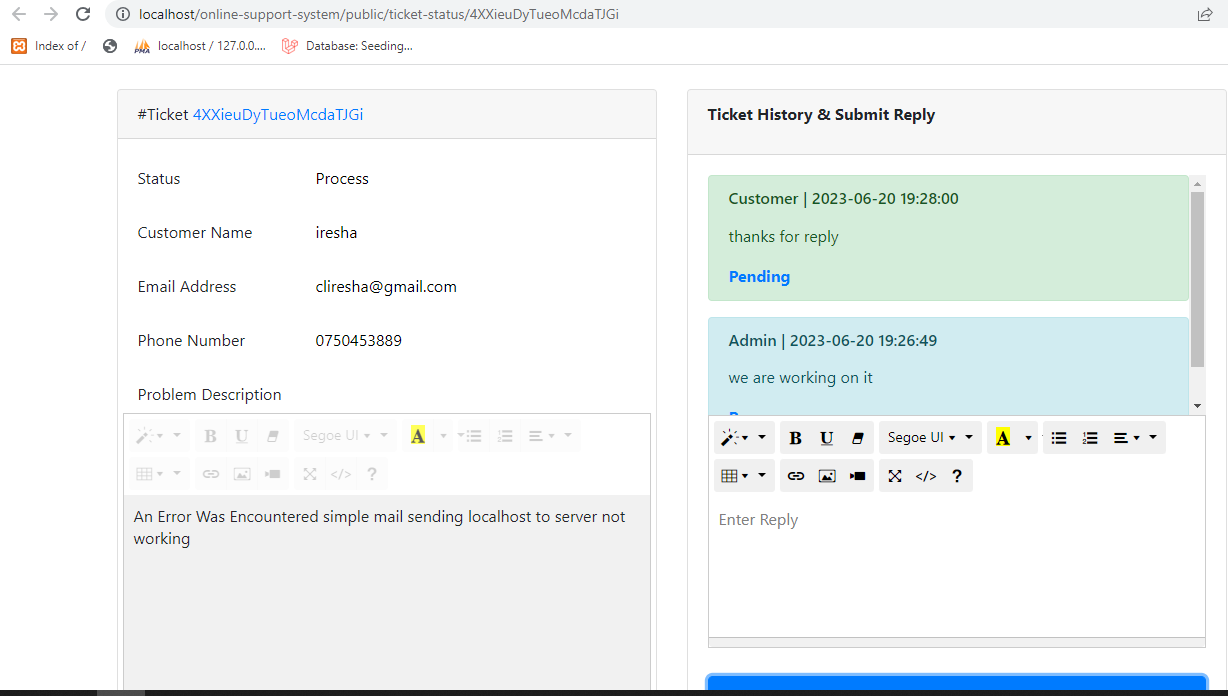 localhost/online-support-system/public/ticket-status/4XXieuDyTueoMcdaTJGi
Index of /
PMA localhost / 127.0.0....
Database: Seeding...
#Ticket 4XXieuDyTueoMcdaTJGi
Status Process
Customer Name iresha
Email Address cliresha@gmail.com
Phone Number 0750453889
Problem Description
B U Segoe UI A
</> ?
An Error Was Encountered simple mail sending localhost to server not
working
Ticket History & Submit Reply
Customer | 2023-06-20 19:28:00
thanks for reply
Pending
Admin | 2023-06-20 19:26:49
we are working on it
B U Segoe UI A
</> ?
Enter Reply